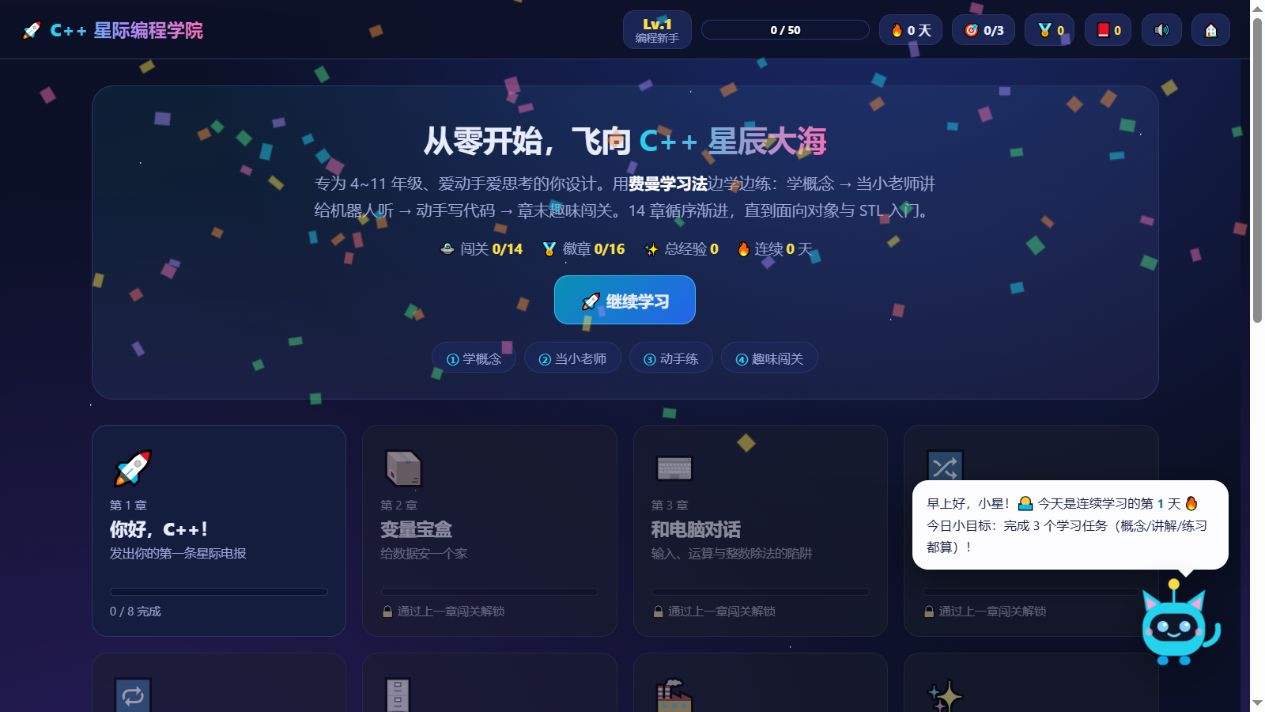 C++ 星际编程学院
Lv.1
编程新手
0 / 50
0 天
0/3
0
0
从零开始，飞向 C++ 星辰大海
专为 4~11 年级、爱动手爱思考的你设计。用费曼学习法边学边练：学概念 → 当小老师讲
给机器人听 → 动手写代码 → 章末趣味闯关。14 章循序渐进，直到面向对象与 STL 入门。
闯关 0/14 徽章 0/16 总经验 0 连续 0 天
继续学习
① 学概念 ② 当小老师 ③ 动手练 ④ 趣味闯关
第 1 章
你好，C++！
发出你的第一条星际电报
0 / 8 完成
第 2 章
变量宝盒
给数据安一个家
通过上一章闯关解锁
第 3 章
和电脑对话
输入、运算与整数除法的陷阱
通过上一章闯关解锁
通过上一章闯关解锁
早上好，小星！ 今天是连续学习的第 1 天
今日小目标：完成 3 个学习任务（概念/讲解/练习
都算）！